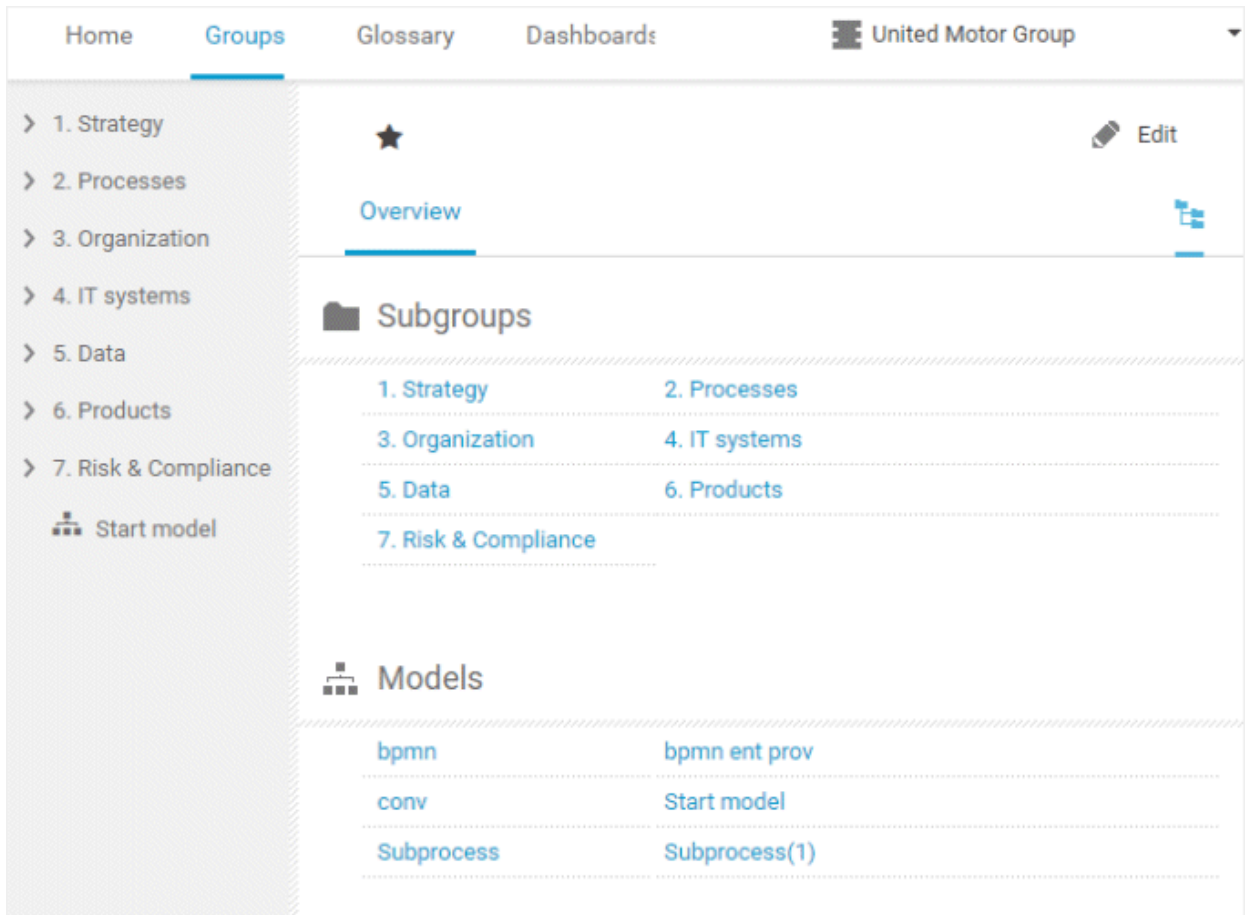 Home Groups Glossary Dashboards United Motor Group
1. Strategy
2. Processes
3. Organization
4. IT systems
5. Data
6. Products
7. Risk & Compliance
Start model
Edit
Overview
Subgroups
1. Strategy 2. Processes
3. Organization 4. IT systems
5. Data 6. Products
7. Risk & Compliance
Models
bpmn bpmn ent prov
conv Start model
Subprocess Subprocess(1)